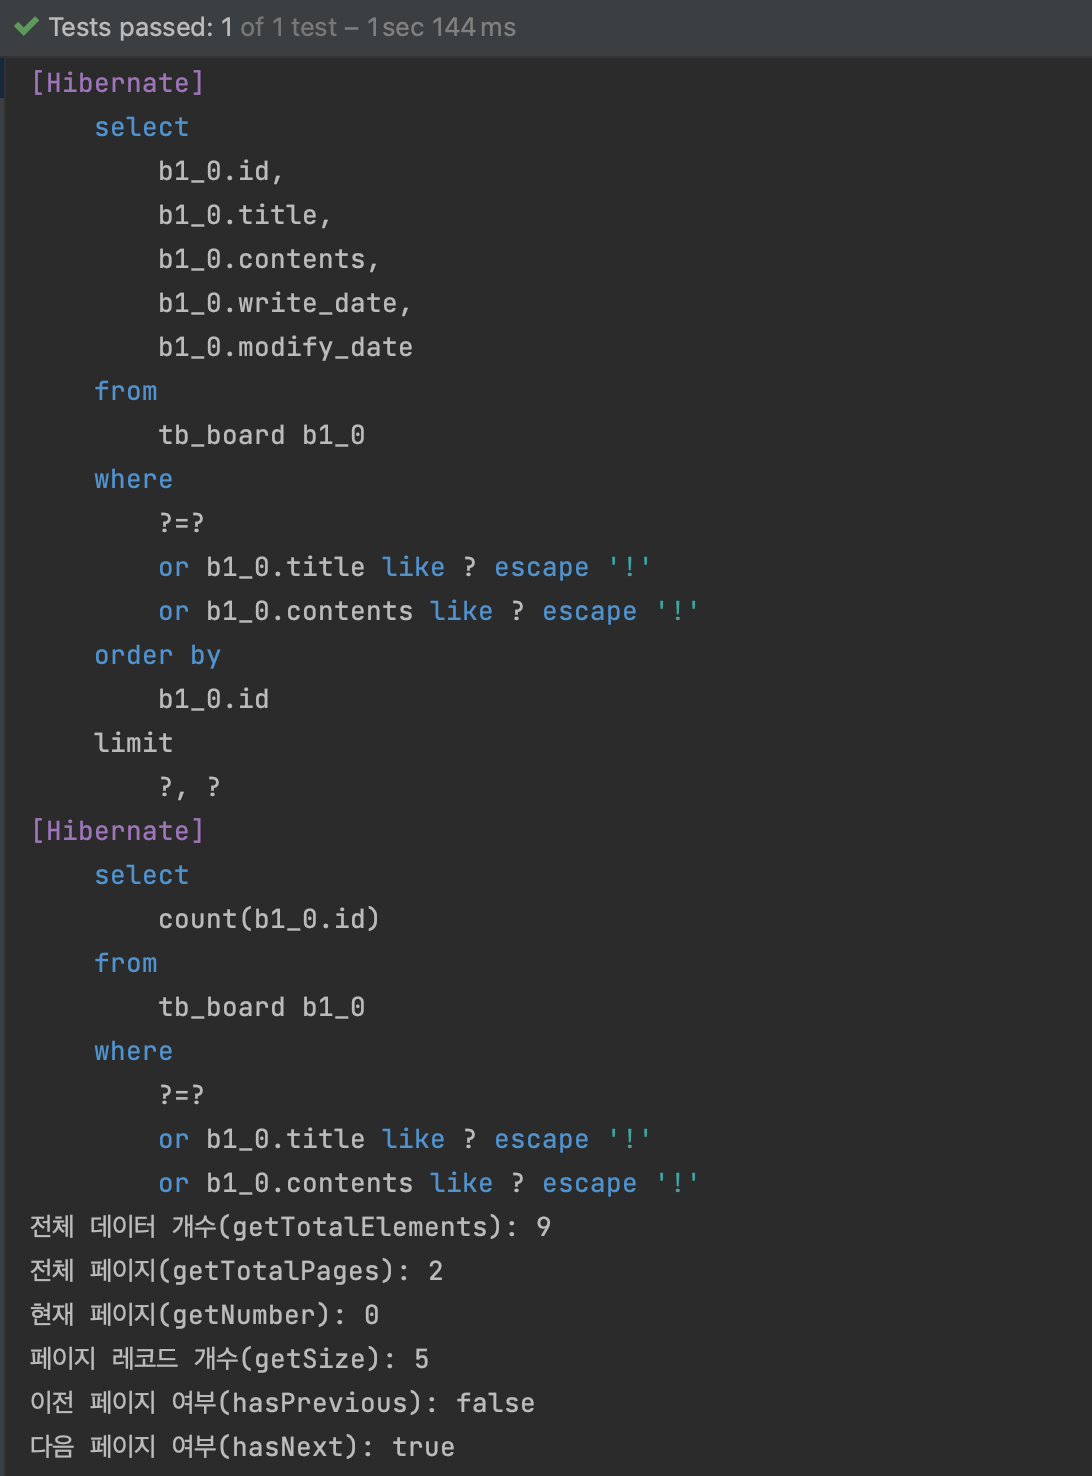 Tests passed: 1 of 1 test – 1 sec 144 ms
[Hibernate]
    select
        b1_0.id,
        b1_0.title,
        b1_0.contents,
        b1_0.write_date,
        b1_0.modify_date
    from
        tb_board b1_0
    where
        ?=?
        or b1_0.title like ? escape '!'
        or b1_0.contents like ? escape '!'
    order by
        b1_0.id
    limit
        ?, ?
[Hibernate]
    select
        count(b1_0.id)
    from
        tb_board b1_0
    where
        ?=?
        or b1_0.title like ? escape '!'
        or b1_0.contents like ? escape '!'
전체 데이터 개수(getTotalElements): 9
전체 페이지(getTotalPages): 2
현재 페이지(getNumber): 0
페이지 레코드 개수(getSize): 5
이전 페이지 여부(hasPrevious): false
다음 페이지 여부(hasNext): true